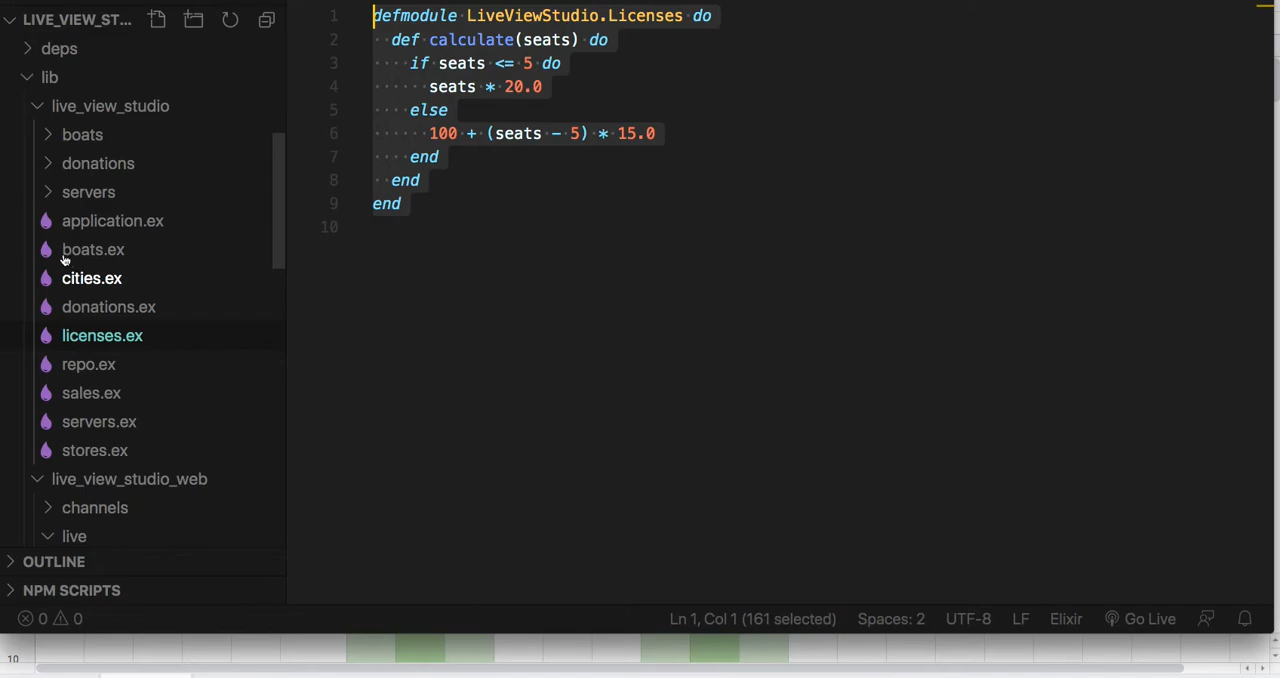 LIVE_VIEW_ST...
deps
lib
live_view_studio
boats
donations
servers
application.ex
boats.ex
cities.ex
donations.ex
licenses.ex
repo.ex
sales.ex
servers.ex
stores.ex
live_view_studio_web
channels
live
OUTLINE
NPM SCRIPTS
1 defmodule LiveViewStudio.Licenses do
2 def calculate(seats) do
3 if seats <= 5 do
4 seats * 20.0
5 else
6 100 + (seats - 5) * 15.0
7 end
8 end
9 end
10
0 0 Ln 1, Col 1 (161 selected) Spaces: 2 UTF-8 LF Elixir Go Live
10